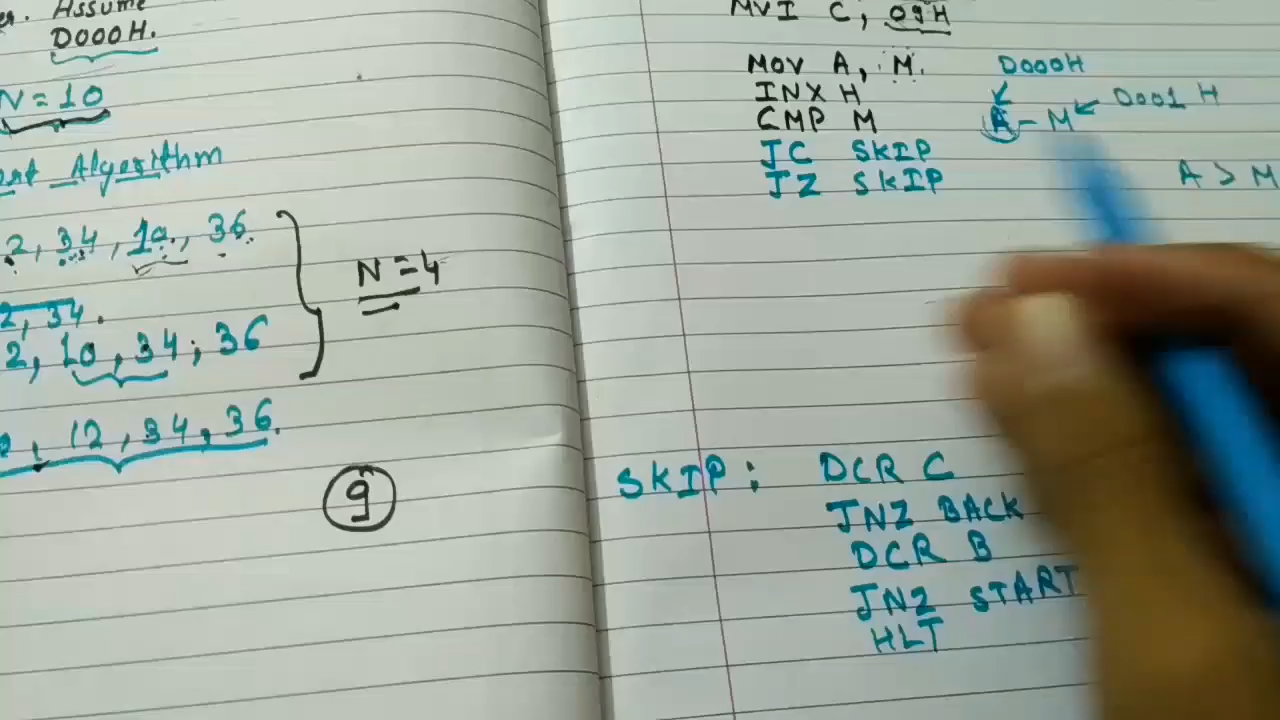 Assume
D000H.
N = 10
Algorithm
2, 34, 10, 36.
2, 34.
2, 10, 34, 36
, 12, 34, 36.
N = 4
9
MVI C, 09H
MOV A, M.
INX H
CMP M
JC SKIP
JZ SKIP
D000H
A - M
D001 H
A > M
SKIP: DCR C
JNZ BACK
DCR B
JNZ START
HLT